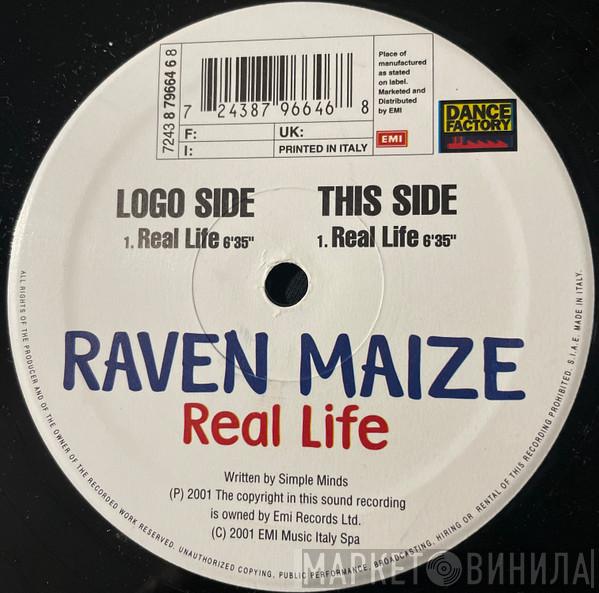 7243 8 79664 6 8
7 24387 96646 8
F:
UK:
I:
PRINTED IN ITALY
Place of
manufactured
as stated
on label.
Marketed and
Distributed
by EMI
EMI
DANCE
FACTORY
LOGO SIDE
1. Real Life 6'35"
THIS SIDE
1. Real Life 6'35"
RAVEN MAIZE
Real Life
Written by Simple Minds
(P) 2001 The copyright in this sound recording
is owned by Emi Records Ltd.
(C) 2001 EMI Music Italy Spa
ALL RIGHTS OF THE PRODUCER AND OF THE OWNER OF THE RECORDED WORK RESERVED. UNAUTHORIZED COPYING, PUBLIC PERFORMANCE, BROADCASTING, HIRING OR RENTAL OF THIS RECORDING PROHIBITED. S.I.A.E. MADE IN ITALY.
МАРКЕТ ВИНИЛА